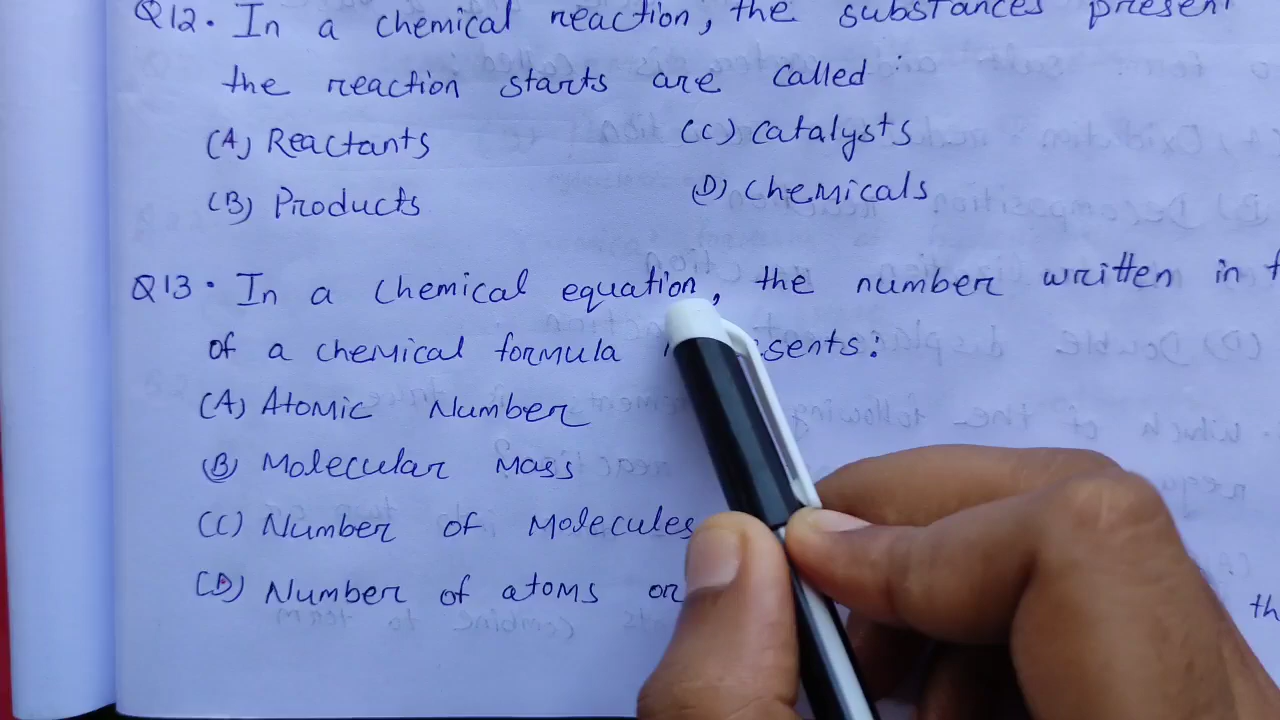 Q12. In a chemical reaction, the substances present
the reaction starts are called:
(A) Reactants
(C) Catalysts
(B) Products
(D) Chemicals
Q13. In a chemical equation, the number written in
of a chemical formula
(A) Atomic Number
(B) Molecular Mass
(C) Number of Molecules
(D) Number of atoms or